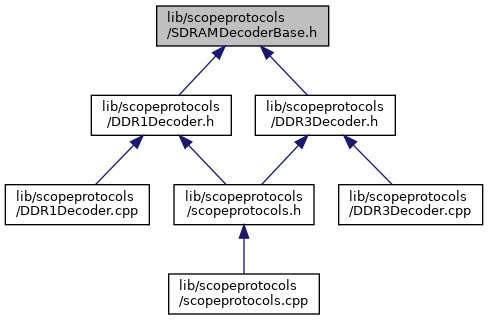 lib/scopeprotocols
/SDRAMDecoderBase.h
lib/scopeprotocols
/DDR1Decoder.h
lib/scopeprotocols
/DDR3Decoder.h
lib/scopeprotocols
/DDR1Decoder.cpp
lib/scopeprotocols
/scopeprotocols.h
lib/scopeprotocols
/DDR3Decoder.cpp
lib/scopeprotocols
/scopeprotocols.cpp